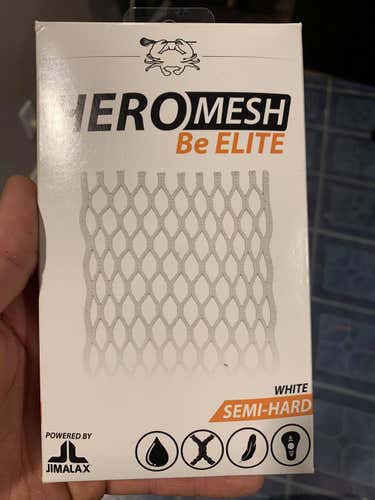 HEROMESH
Be ELITE
WHITE
SEMI-HARD
POWERED BY
JIMALAX